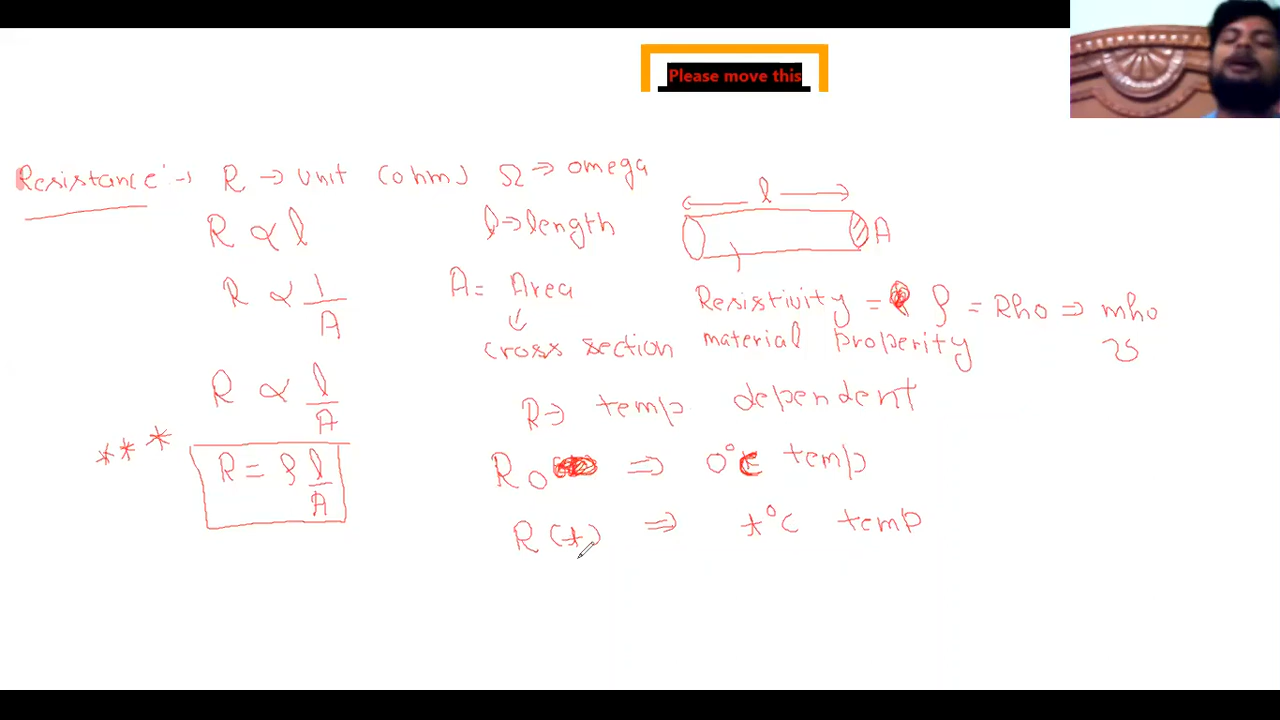 Please move this
Resistance :→ R → unit (ohm) Ω ⇒ omega
R ∝ l
l → length
l
A
R ∝ 1/A
A = Area
↓
cross section
Resistivity = ρ = Rho ⇒ mho
material properity
℧
R ∝ l/A
R → temp dependent
***
R = ρ l/A
R0 ⇒ 0°C temp
R(t) ⇒ t°C temp